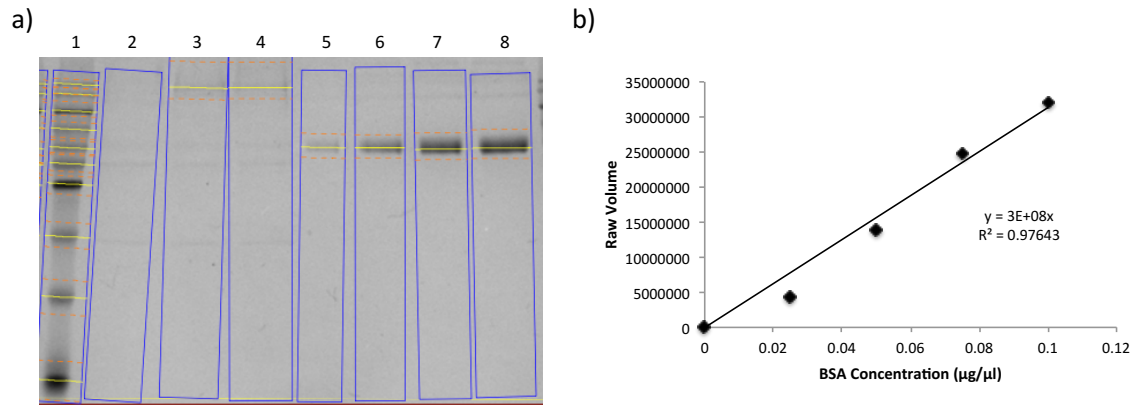 a)
1 2 3 4 5 6 7 8
b)
35000000
30000000
25000000
20000000
15000000
10000000
5000000
0
Raw Volume
y = 3E+08x
R² = 0.97643
0 0.02 0.04 0.06 0.08 0.1 0.12
BSA Concentration (µg/µl)